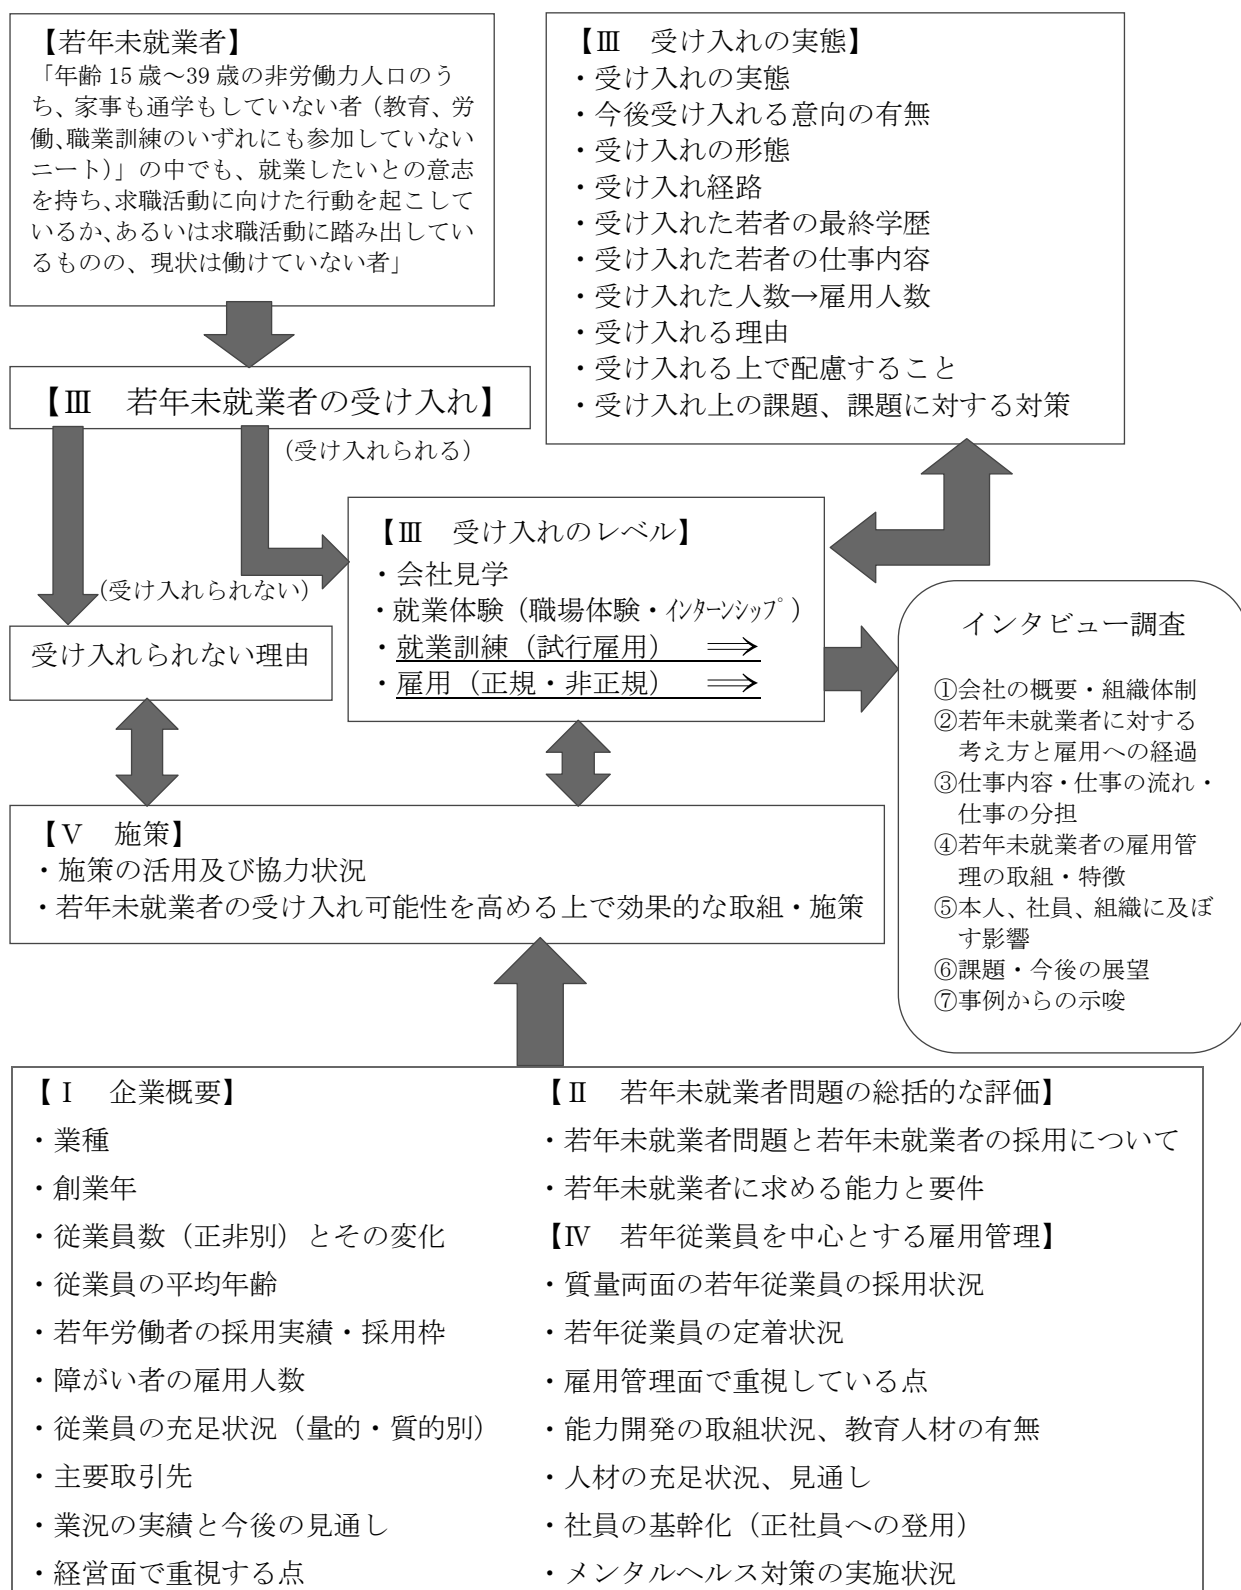 【若年未就業者】
「年齢 15 歳～39 歳の非労働力人口のう
ち、家事も通学もしていない者（教育、労
働、職業訓練のいずれにも参加していない
ニート）」の中でも、就業したいとの意志
を持ち、求職活動に向けた行動を起こして
いるか、あるいは求職活動に踏み出してい
るものの、現状は働けていない者」
【Ⅲ　受け入れの実態】
・受け入れの実態
・今後受け入れる意向の有無
・受け入れの形態
・受け入れ経路
・受け入れた若者の最終学歴
・受け入れた若者の仕事内容
・受け入れた人数→雇用人数
・受け入れる理由
・受け入れる上で配慮すること
・受け入れ上の課題、課題に対する対策
【Ⅲ　若年未就業者の受け入れ】
(受け入れられる)
【Ⅲ　受け入れのレベル】
・会社見学
・就業体験（職場体験・ｲﾝﾀｰﾝｼｯﾌﾟ）
・就業訓練（試行雇用）　⇒
・雇用（正規・非正規）　⇒
(受け入れられない)
受け入れられない理由
インタビュー調査
①会社の概要・組織体制
②若年未就業者に対する
考え方と雇用への経過
③仕事内容・仕事の流れ・
仕事の分担
④若年未就業者の雇用管
理の取組・特徴
⑤本人、社員、組織に及ぼ
す影響
⑥課題・今後の展望
⑦事例からの示唆
【Ⅴ　施策】
・施策の活用及び協力状況
・若年未就業者の受け入れ可能性を高める上で効果的な取組・施策
【Ⅰ　企業概要】
・業種
・創業年
・従業員数（正非別）とその変化
・従業員の平均年齢
・若年労働者の採用実績・採用枠
・障がい者の雇用人数
・従業員の充足状況（量的・質的別）
・主要取引先
・業況の実績と今後の見通し
・経営面で重視する点
【Ⅱ　若年未就業者問題の総括的な評価】
・若年未就業者問題と若年未就業者の採用について
・若年未就業者に求める能力と要件
【Ⅳ　若年従業員を中心とする雇用管理】
・質量両面の若年従業員の採用状況
・若年従業員の定着状況
・雇用管理面で重視している点
・能力開発の取組状況、教育人材の有無
・人材の充足状況、見通し
・社員の基幹化（正社員への登用）
・メンタルヘルス対策の実施状況